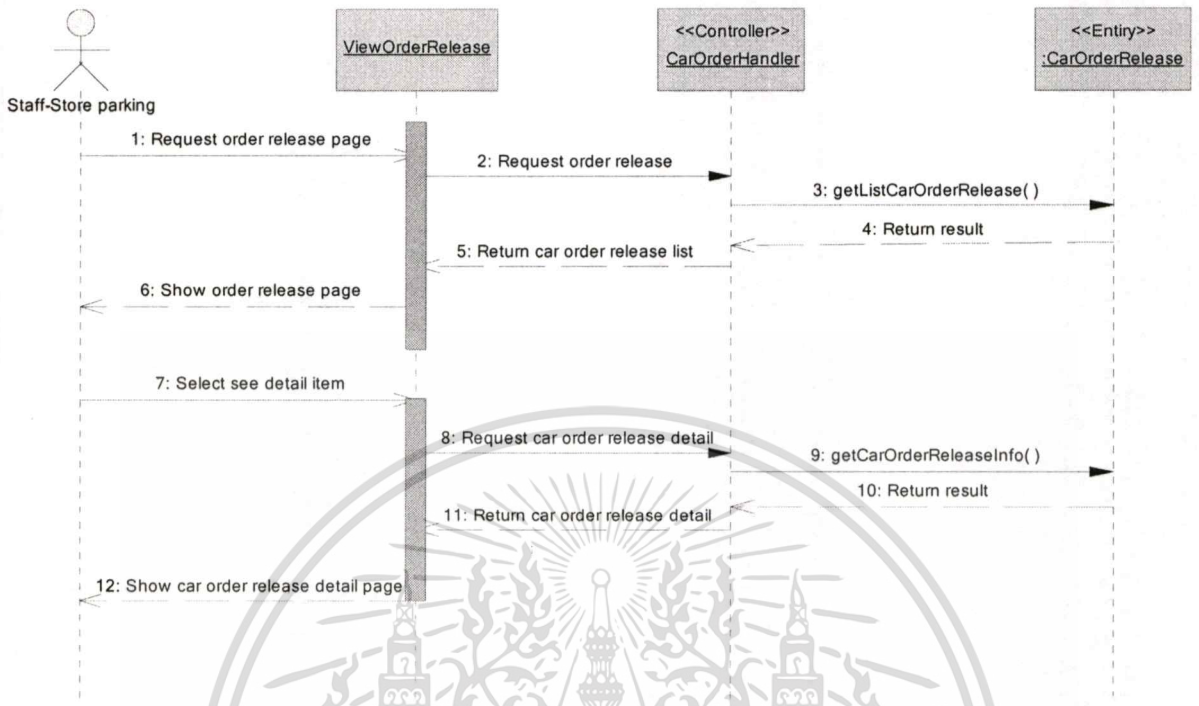 Staff-Store parking
ViewOrderRelease
<<Controller>>
CarOrderHandler
<<Entiry>>
:CarOrderRelease
1: Request order release page
2: Request order release
3: getListCarOrderRelease( )
4: Return result
5: Return car order release list
6: Show order release page
7: Select see detail item
8: Request car order release detail
9: getCarOrderReleaseInfo( )
10: Return result
11: Return car order release detail
12: Show car order release detail page